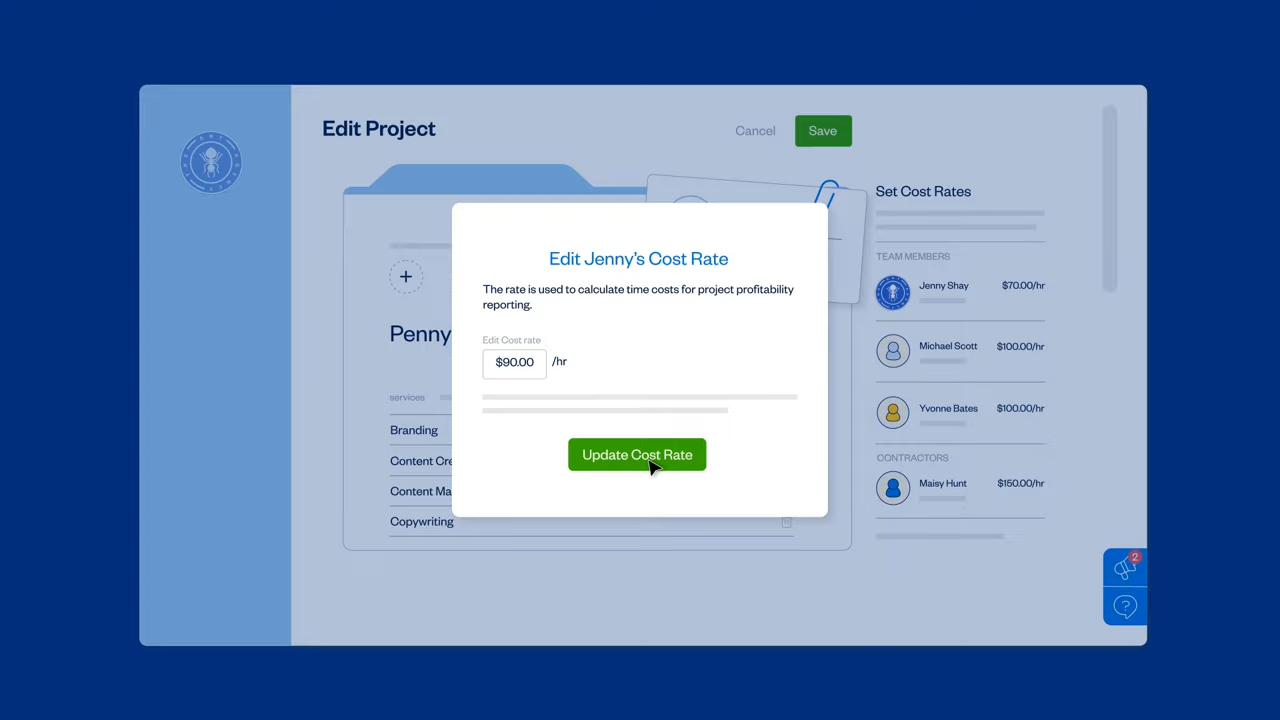 Edit Project
Cancel
Save
Set Cost Rates
TEAM MEMBERS
Jenny Shay
$70.00/hr
Michael Scott
$100.00/hr
Yvonne Bates
$100.00/hr
CONTRACTORS
Maisy Hunt
$150.00/hr
Edit Jenny's Cost Rate
The rate is used to calculate time costs for project profitability
reporting.
Edit Cost rate
$90.00 /hr
Update Cost Rate
Penny
services
Branding
Content Cre
Content Ma
Copywriting
2
?